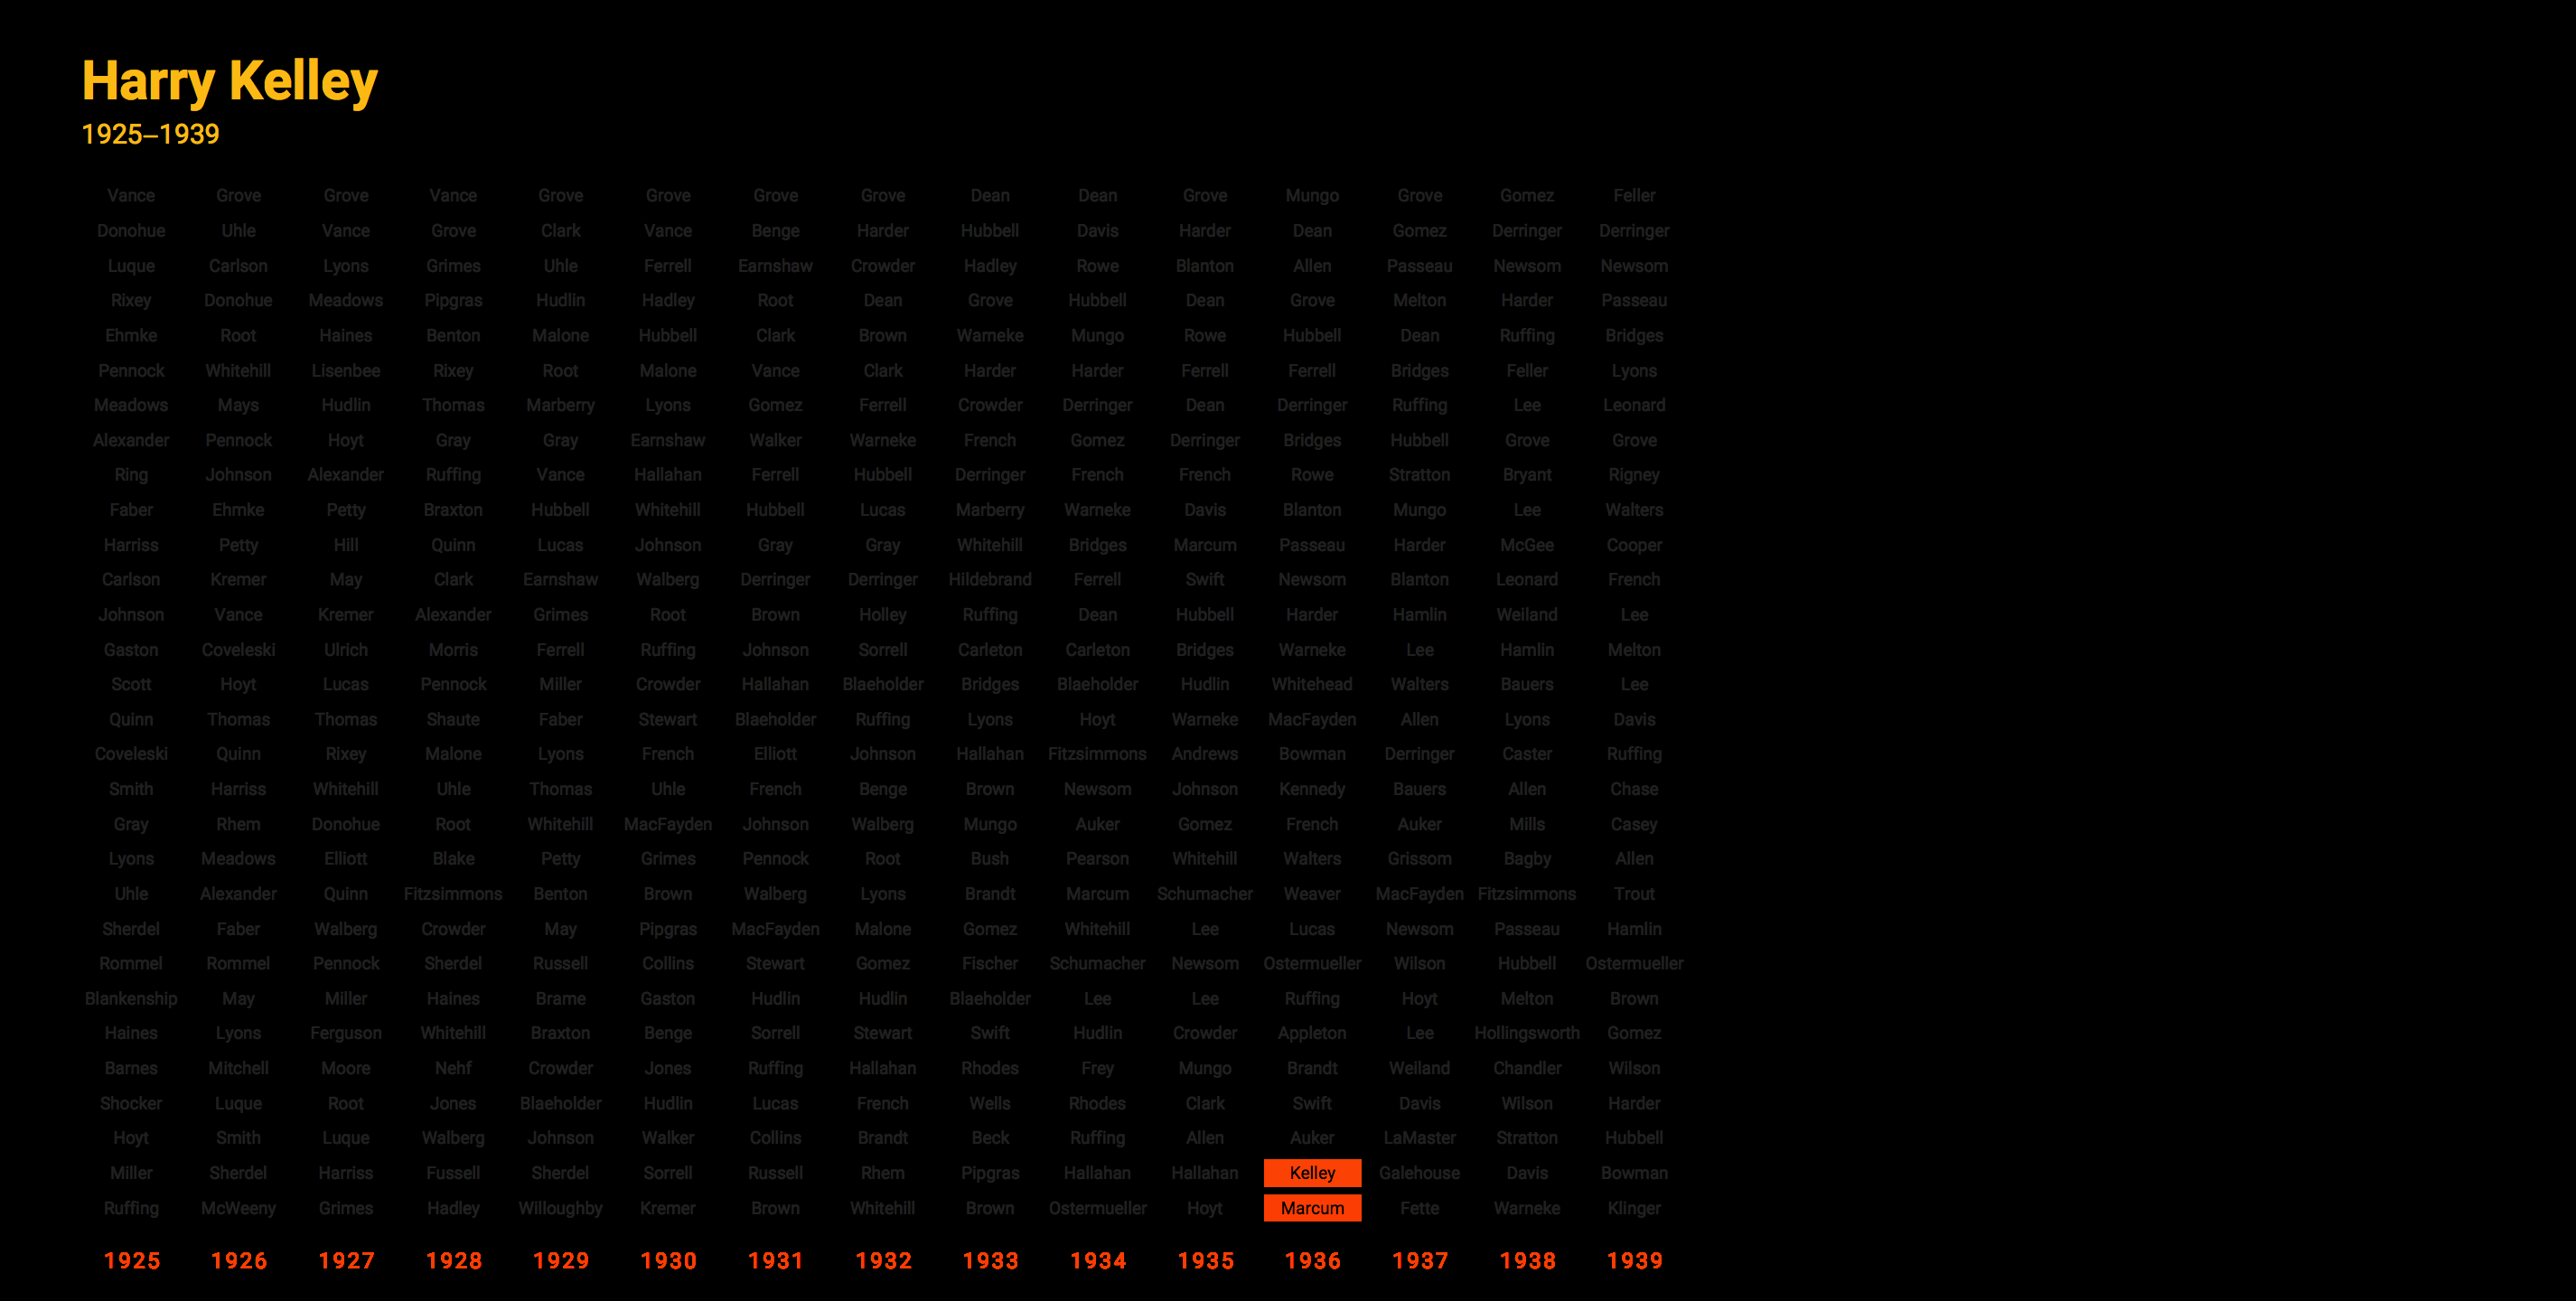 Harry Kelley
1925–1939
Vance Grove Grove Vance Grove Grove Grove Grove Dean Dean Grove Mungo Grove Gomez Feller
Donohue Uhle Vance Grove Clark Vance Benge Harder Hubbell Davis Harder Dean Gomez Derringer Derringer
Luque Carlson Lyons Grimes Uhle Ferrell Earnshaw Crowder Hadley Rowe Blanton Allen Passeau Newsom Newsom
Rixey Donohue Meadows Pipgras Hudlin Hadley Root Dean Grove Hubbell Dean Grove Melton Harder Passeau
Ehmke Root Haines Benton Malone Hubbell Clark Brown Warneke Mungo Rowe Hubbell Dean Ruffing Bridges
Pennock Whitehill Lisenbee Rixey Root Malone Vance Clark Harder Harder Ferrell Ferrell Bridges Feller Lyons
Meadows Mays Hudlin Thomas Marberry Lyons Gomez Ferrell Crowder Derringer Dean Derringer Ruffing Lee Leonard
Alexander Pennock Hoyt Gray Gray Earnshaw Walker Warneke French Gomez Derringer Bridges Hubbell Grove Grove
Ring Johnson Alexander Ruffing Vance Hallahan Ferrell Hubbell Derringer French French Rowe Stratton Bryant Rigney
Faber Ehmke Petty Braxton Hubbell Whitehill Hubbell Lucas Marberry Warneke Davis Blanton Mungo Lee Walters
Harriss Petty Hill Quinn Lucas Johnson Gray Gray Whitehill Bridges Marcum Passeau Harder McGee Cooper
Carlson Kremer May Clark Earnshaw Walberg Derringer Derringer Hildebrand Ferrell Swift Newsom Blanton Leonard French
Johnson Vance Kremer Alexander Grimes Root Brown Holley Ruffing Dean Hubbell Harder Hamlin Weiland Lee
Gaston Coveleski Ulrich Morris Ferrell Ruffing Johnson Sorrell Carleton Carleton Bridges Warneke Lee Hamlin Melton
Scott Hoyt Lucas Pennock Miller Crowder Hallahan Blaeholder Bridges Blaeholder Hudlin Whitehead Walters Bauers Lee
Quinn Thomas Thomas Shaute Faber Stewart Blaeholder Ruffing Lyons Hoyt Warneke MacFayden Allen Lyons Davis
Coveleski Quinn Rixey Malone Lyons French Elliott Johnson Hallahan Fitzsimmons Andrews Bowman Derringer Caster Ruffing
Smith Harriss Whitehill Uhle Thomas Uhle French Benge Brown Newsom Johnson Kennedy Bauers Allen Chase
Gray Rhem Donohue Root Whitehill MacFayden Johnson Walberg Mungo Auker Gomez French Auker Mills Casey
Lyons Meadows Elliott Blake Petty Grimes Pennock Root Bush Pearson Whitehill Walters Grissom Bagby Allen
Uhle Alexander Quinn Fitzsimmons Benton Brown Walberg Lyons Brandt Marcum Schumacher Weaver MacFayden Fitzsimmons Trout
Sherdel Faber Walberg Crowder May Pipgras MacFayden Malone Gomez Whitehill Lee Lucas Newsom Passeau Hamlin
Rommel Rommel Pennock Sherdel Russell Collins Stewart Gomez Fischer Schumacher Newsom Ostermueller Wilson Hubbell Ostermueller
Blankenship May Miller Haines Brame Gaston Hudlin Hudlin Blaeholder Lee Lee Ruffing Hoyt Melton Brown
Haines Lyons Ferguson Whitehill Braxton Benge Sorrell Stewart Swift Hudlin Crowder Appleton Lee Hollingsworth Gomez
Barnes Mitchell Moore Nehf Crowder Jones Ruffing Hallahan Rhodes Frey Mungo Brandt Weiland Chandler Wilson
Shocker Luque Root Jones Blaeholder Hudlin Lucas French Wells Rhodes Clark Swift Davis Wilson Harder
Hoyt Smith Luque Walberg Johnson Walker Collins Brandt Beck Ruffing Allen Auker LaMaster Stratton Hubbell
Miller Sherdel Harriss Fussell Sherdel Sorrell Russell Rhem Pipgras Hallahan Hallahan Kelley Galehouse Davis Bowman
Ruffing McWeeny Grimes Hadley Willoughby Kremer Brown Whitehill Brown Ostermueller Hoyt Marcum Fette Warneke Klinger
1925 1926 1927 1928 1929 1930 1931 1932 1933 1934 1935 1936 1937 1938 1939